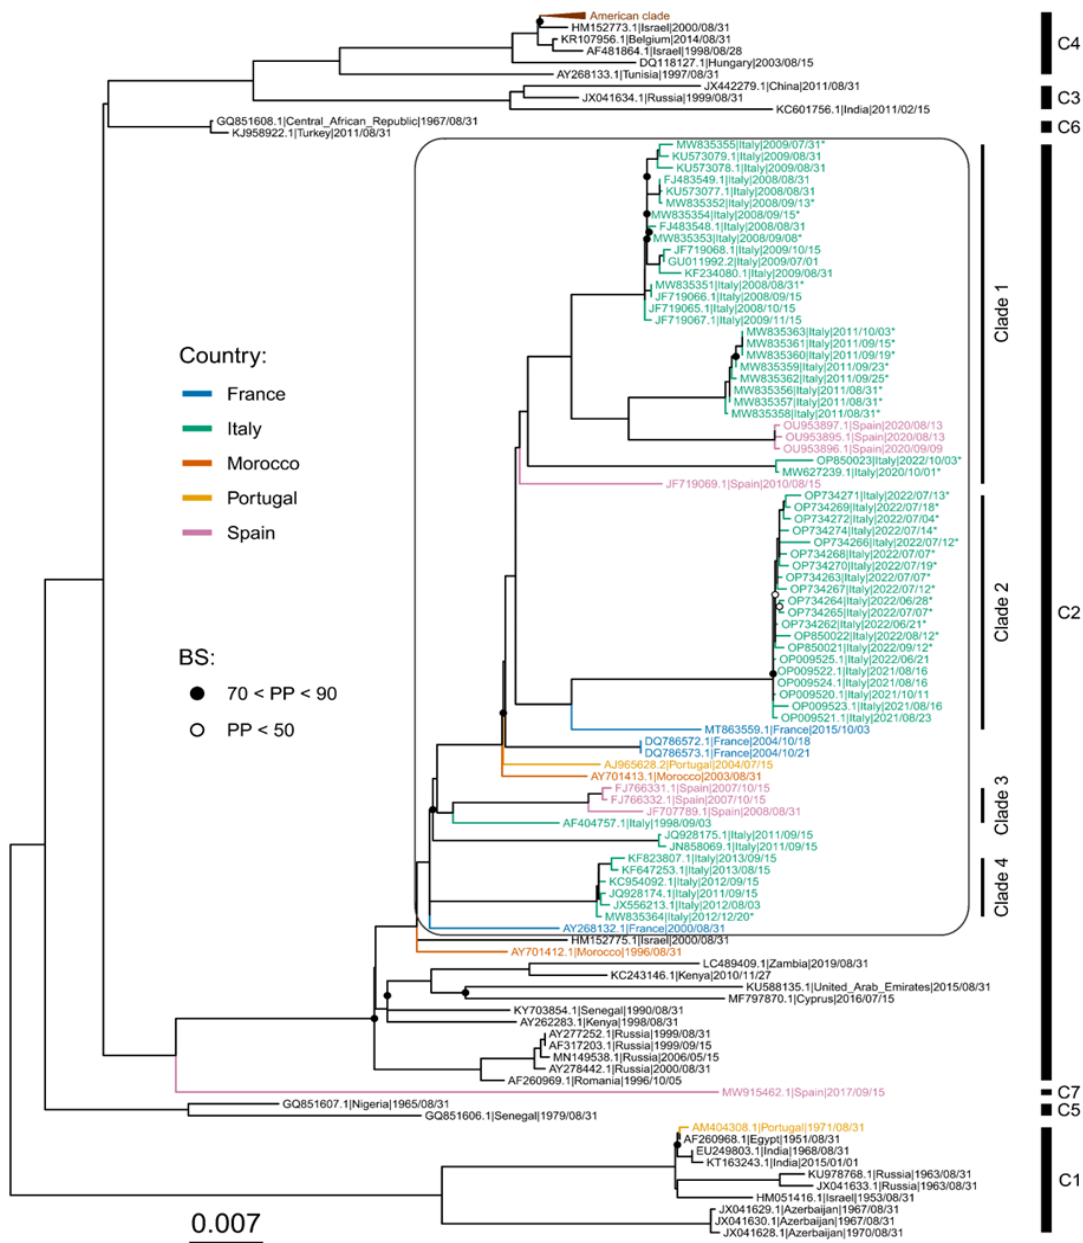 American clade
HM152773.1|Israel|2000/08/31
KR107956.1|Belgium|2014/08/31
AF481864.1|Israel|1998/08/28
DQ118127.1|Hungary|2003/08/15
AY268133.1|Tunisia|1997/08/31
C4
JX442279.1|China|2011/08/31
JX041634.1|Russia|1999/08/31
KC601756.1|India|2011/02/15
C3
GQ851608.1|Central_African_Republic|1967/08/31
KJ958922.1|Turkey|2011/08/31
C6
MW835355|Italy|2009/07/31*
KU573079.1|Italy|2009/08/31
KU573078.1|Italy|2009/08/31
FJ483549.1|Italy|2008/08/31
KU573077.1|Italy|2008/08/31
MW835352|Italy|2008/09/13*
MW835354|Italy|2008/09/15*
FJ483548.1|Italy|2008/08/31
MW835353|Italy|2008/09/08*
JF719068.1|Italy|2009/10/15
GU011992.2|Italy|2009/07/01
KF234080.1|Italy|2009/08/31
MW835351|Italy|2008/08/31*
JF719066.1|Italy|2008/09/15
JF719065.1|Italy|2008/10/15
JF719067.1|Italy|2009/11/15
MW835363|Italy|2011/10/03*
MW835361|Italy|2011/09/15*
MW835360|Italy|2011/09/19*
MW835359|Italy|2011/09/23*
MW835362|Italy|2011/09/25*
MW835356|Italy|2011/08/31*
MW835357|Italy|2011/08/31*
MW835358|Italy|2011/08/31*
OU953897.1|Spain|2020/08/13
OU953895.1|Spain|2020/08/13
OU953896.1|Spain|2020/09/09
OP850023|Italy|2022/10/03*
MW627239.1|Italy|2020/10/01*
JF719069.1|Spain|2010/08/15
Clade 1
OP734271|Italy|2022/07/13*
OP734269|Italy|2022/07/18*
OP734272|Italy|2022/07/04*
OP734274|Italy|2022/07/14*
OP734266|Italy|2022/07/12*
OP734268|Italy|2022/07/07*
OP734270|Italy|2022/07/19*
OP734263|Italy|2022/07/07*
OP734267|Italy|2022/07/12*
OP734264|Italy|2022/06/28*
OP734265|Italy|2022/07/07*
OP734262|Italy|2022/06/21*
OP850022|Italy|2022/08/12*
OP850021|Italy|2022/09/12*
OP009525.1|Italy|2022/06/21
OP009522.1|Italy|2021/08/16
OP009524.1|Italy|2021/08/16
OP009520.1|Italy|2021/10/11
OP009523.1|Italy|2021/08/16
OP009521.1|Italy|2021/08/23
MT863559.1|France|2015/10/03
Clade 2
C2
DQ786572.1|France|2004/10/18
DQ786573.1|France|2004/10/21
AJ965628.2|Portugal|2004/07/15
AY701413.1|Morocco|2003/08/31
FJ766331.1|Spain|2007/10/15
FJ766332.1|Spain|2007/10/15
JF707789.1|Spain|2008/08/31
AF404757.1|Italy|1998/09/03
Clade 3
JQ928175.1|Italy|2011/09/15
JN858069.1|Italy|2011/09/15
KF823807.1|Italy|2013/09/15
KF647253.1|Italy|2013/08/15
KC954092.1|Italy|2012/09/15
JQ928174.1|Italy|2011/09/15
JX556213.1|Italy|2012/08/03
MW835364|Italy|2012/12/20*
Clade 4
AY268132.1|France|2000/08/31
HM152775.1|Israel|2000/08/31
AY701412.1|Morocco|1996/08/31
LC489409.1|Zambia|2019/08/31
KC243146.1|Kenya|2010/11/27
KU588135.1|United_Arab_Emirates|2015/08/31
MF797870.1|Cyprus|2016/07/15
KY703854.1|Senegal|1990/08/31
AY262283.1|Kenya|1998/08/31
AY277252.1|Russia|1999/08/31
AF317203.1|Russia|1999/09/15
MN149538.1|Russia|2006/05/15
AY278442.1|Russia|2000/08/31
AF260969.1|Romania|1996/10/05
MW915462.1|Spain|2017/09/15
C7
GQ851607.1|Nigeria|1965/08/31
GQ851606.1|Senegal|1979/08/31
C5
AM404308.1|Portugal|1971/08/31
AF260968.1|Egypt|1951/08/31
EU249803.1|India|1968/08/31
KT163243.1|India|2015/01/01
KU978768.1|Russia|1963/08/31
JX041633.1|Russia|1963/08/31
HM051416.1|Israel|1953/08/31
JX041629.1|Azerbaijan|1967/08/31
JX041630.1|Azerbaijan|1967/08/31
JX041628.1|Azerbaijan|1970/08/31
C1
Country:
France
Italy
Morocco
Portugal
Spain
BS:
70 < PP < 90
PP < 50
0.007